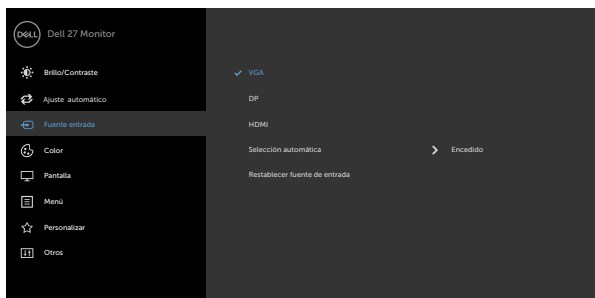 DELL Dell 27 Monitor
Brillo/Contraste
VGA
Ajuste automático
DP
Fuente entrada
HDMI
Color
Selección automática
Encedido
Pantalla
Restablecer fuente de entrada
Menú
Personalizar
Otros